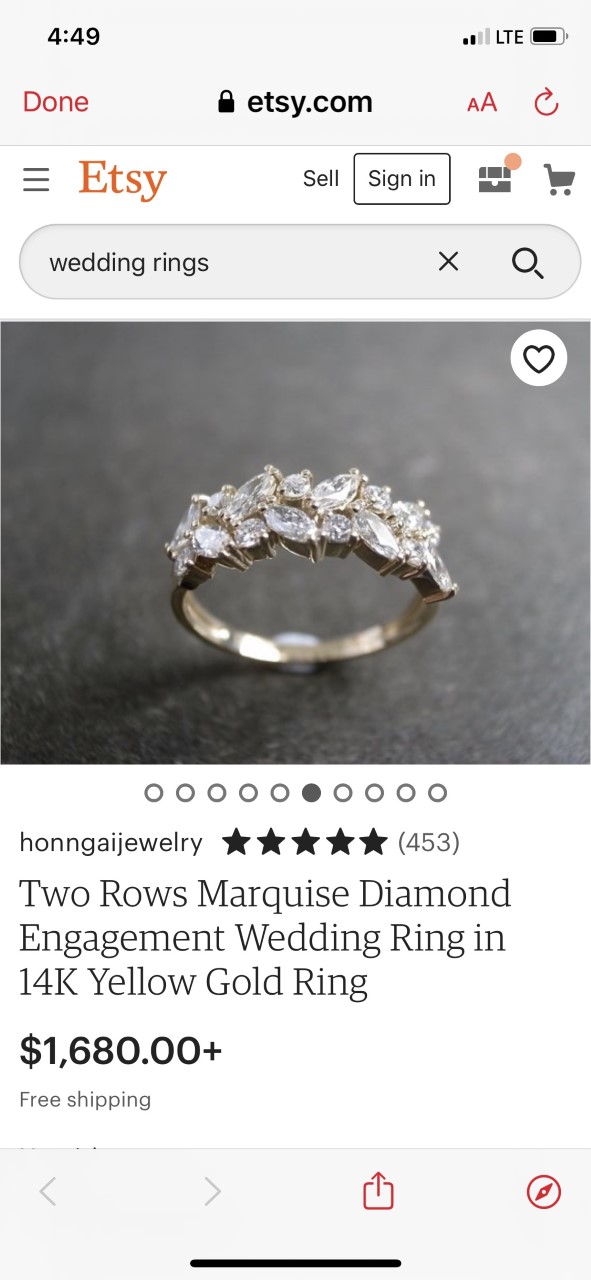 4:49
LTE
Done
etsy.com
AA
Etsy
Sell
Sign in
wedding rings
honngaijewelry
(453)
Two Rows Marquise Diamond
Engagement Wedding Ring in
14K Yellow Gold Ring
$1,680.00+
Free shipping